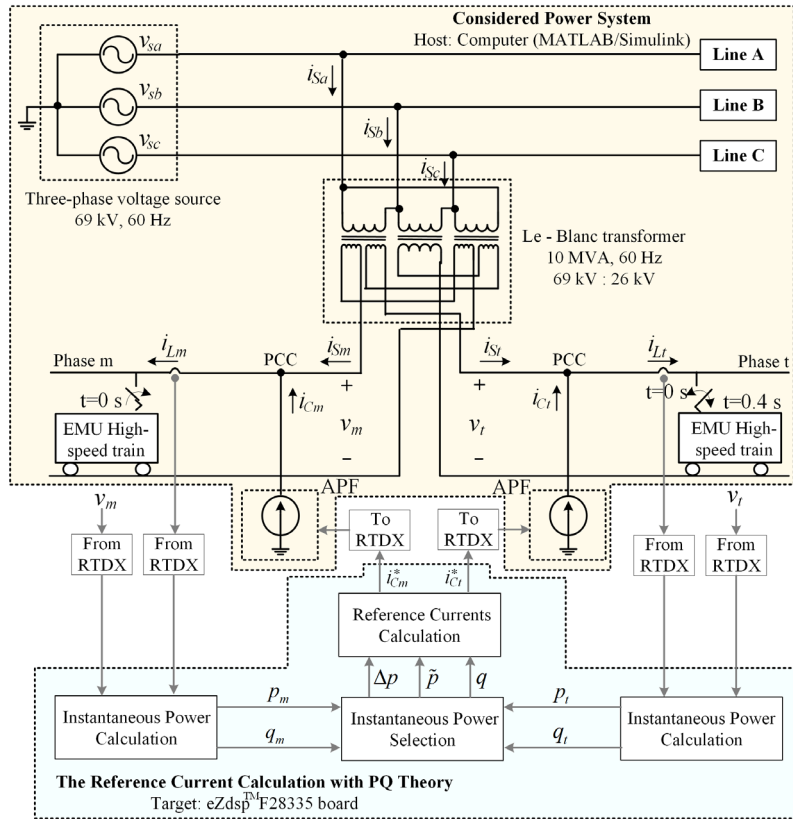 Considered Power System
Host: Computer (MATLAB/Simulink)
v_sa
Line A
i_Sa
v_sb
Line B
i_Sb
v_sc
Line C
i_Sc
Three-phase voltage source
69 kV, 60 Hz
Le - Blanc transformer
10 MVA, 60 Hz
69 kV : 26 kV
Phase m
i_Lm
PCC
i_Sm
i_St
PCC
i_Lt
Phase t
t=0 s
i_Cm
+
v_m
−
+
v_t
−
i_Ct
t=0 s
t=0.4 s
EMU High-
speed train
EMU High-
speed train
APF
APF
v_m
v_t
From
RTDX
From
RTDX
To
RTDX
To
RTDX
From
RTDX
From
RTDX
i*_Cm
i*_Ct
Reference Currents
Calculation
Δp
p̃
q
Instantaneous Power
Calculation
p_m
q_m
Instantaneous Power
Selection
p_t
q_t
Instantaneous Power
Calculation
The Reference Current Calculation with PQ Theory
Target: eZdsp™F28335 board